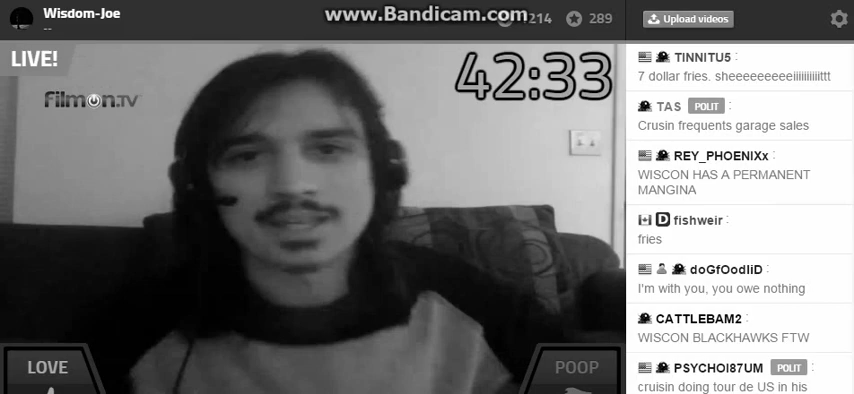 Wisdom-Joe
--
www.Bandicam.com
214
289
Upload videos
LIVE!
42:33
filmon.TV
LOVE
POOP
TINNITU5 :
7 dollar fries. sheeeeeeeeeiiiiiiiiiittt
TAS POLIT :
Crusin frequents garage sales
REY_PHOENIXx :
WISCON HAS A PERMANENT
MANGINA
D fishweir :
fries
doGfOodIiD :
I'm with you, you owe nothing
CATTLEBAM2 :
WISCON BLACKHAWKS FTW
PSYCHOI87UM POLIT :
cruisin doing tour de US in his